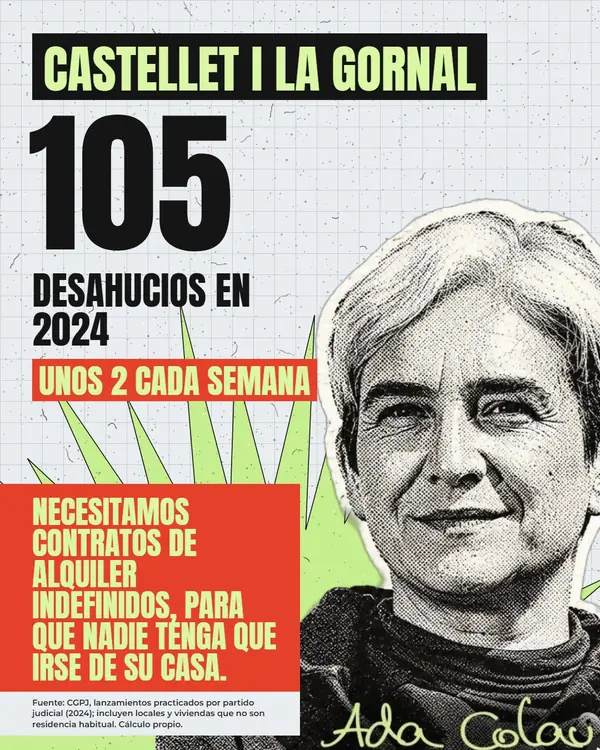 CASTELLET I LA GORNAL
105
DESAHUCIOS EN
2024
UNOS 2 CADA SEMANA
NECESITAMOS
CONTRATOS DE
ALQUILER
INDEFINIDOS, PARA
QUE NADIE TENGA QUE
IRSE DE SU CASA.
Fuente: CGPJ, lanzamientos practicados por partido
judicial (2024); incluyen locales y viviendas que no son
residencia habitual. Cálculo propio.
Ada Colau